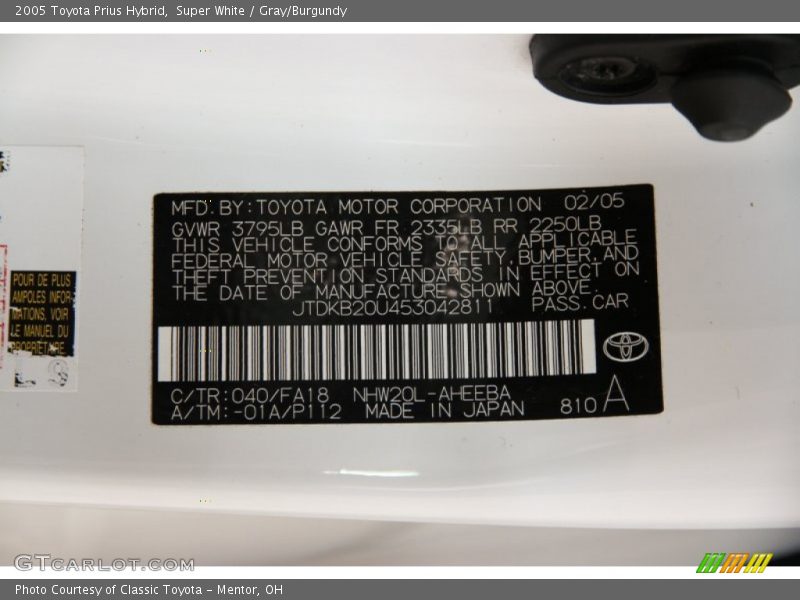 2005 Toyota Prius Hybrid, Super White / Gray/Burgundy
MFD. BY: TOYOTA MOTOR CORPORATION 02/05
GVWR 3795LB GAWR FR 2335LB RR 2250LB
THIS VEHICLE CONFORMS TO ALL APPLICABLE
FEDERAL MOTOR VEHICLE SAFETY, BUMPER, AND
THEFT PREVENTION STANDARDS IN EFFECT ON
THE DATE OF MANUFACTURE SHOWN ABOVE.
JTDKB20U453042811 PASS. CAR
C/TR: 040/FA18 NHW20L-AHEEBA
A/TM: -01A/P112 MADE IN JAPAN 810 A
POUR DE PLUS
AMPOLES INFOR-
MATIONS, VOIR
LE MANUEL DU
PROPRIETAIRE.
GTCARLOT.COM
Photo Courtesy of Classic Toyota - Mentor, OH